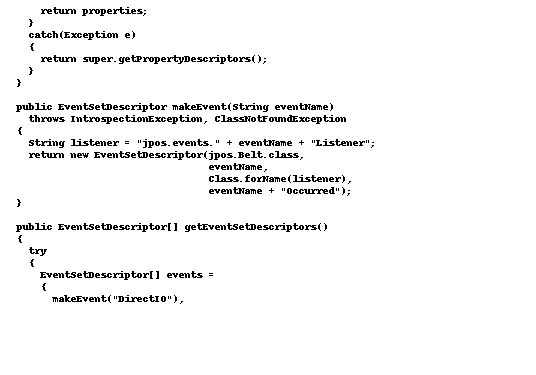 return properties;
}
catch(Exception e)
{
return super.getPropertyDescriptors();
}
}
public EventSetDescriptor makeEvent(String eventName)
throws IntrospectionException, ClassNotFoundException
{
String listener = "jpos.events." + eventName + "Listener";
return new EventSetDescriptor(jpos.Belt.class,
eventName,
Class.forName(listener),
eventName + "Occurred");
}
public EventSetDescriptor[] getEventSetDescriptors()
{
try
{
EventSetDescriptor[] events =
{
makeEvent("DirectIO"),